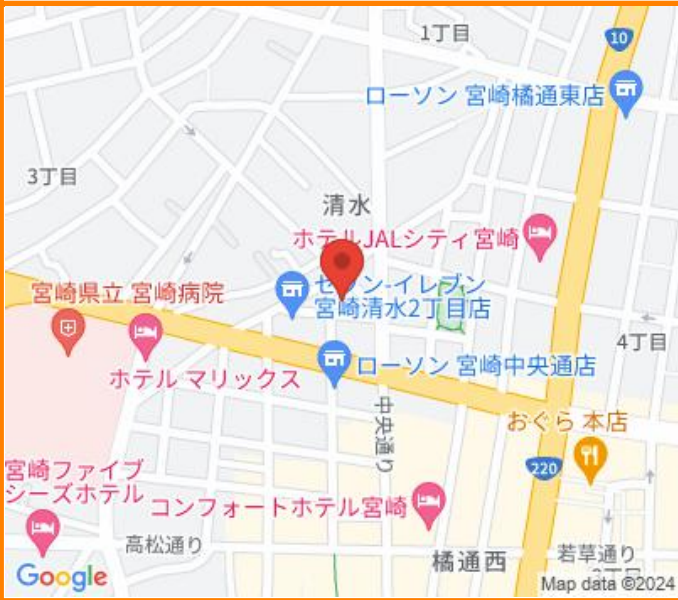 1丁目
10
ローソン 宮崎橘通東店
3丁目
清水
ホテルJALシティ宮崎
セブン-イレブン
宮崎清水2丁目店
宮崎県立 宮崎病院
4丁目
ローソン 宮崎中央通店
ホテル マリックス
中央通り
おぐら 本店
220
宮崎ファイブ
シーズホテル
コンフォートホテル宮崎
高松通り
橘通西
若草通り
Google
Map data ©2024